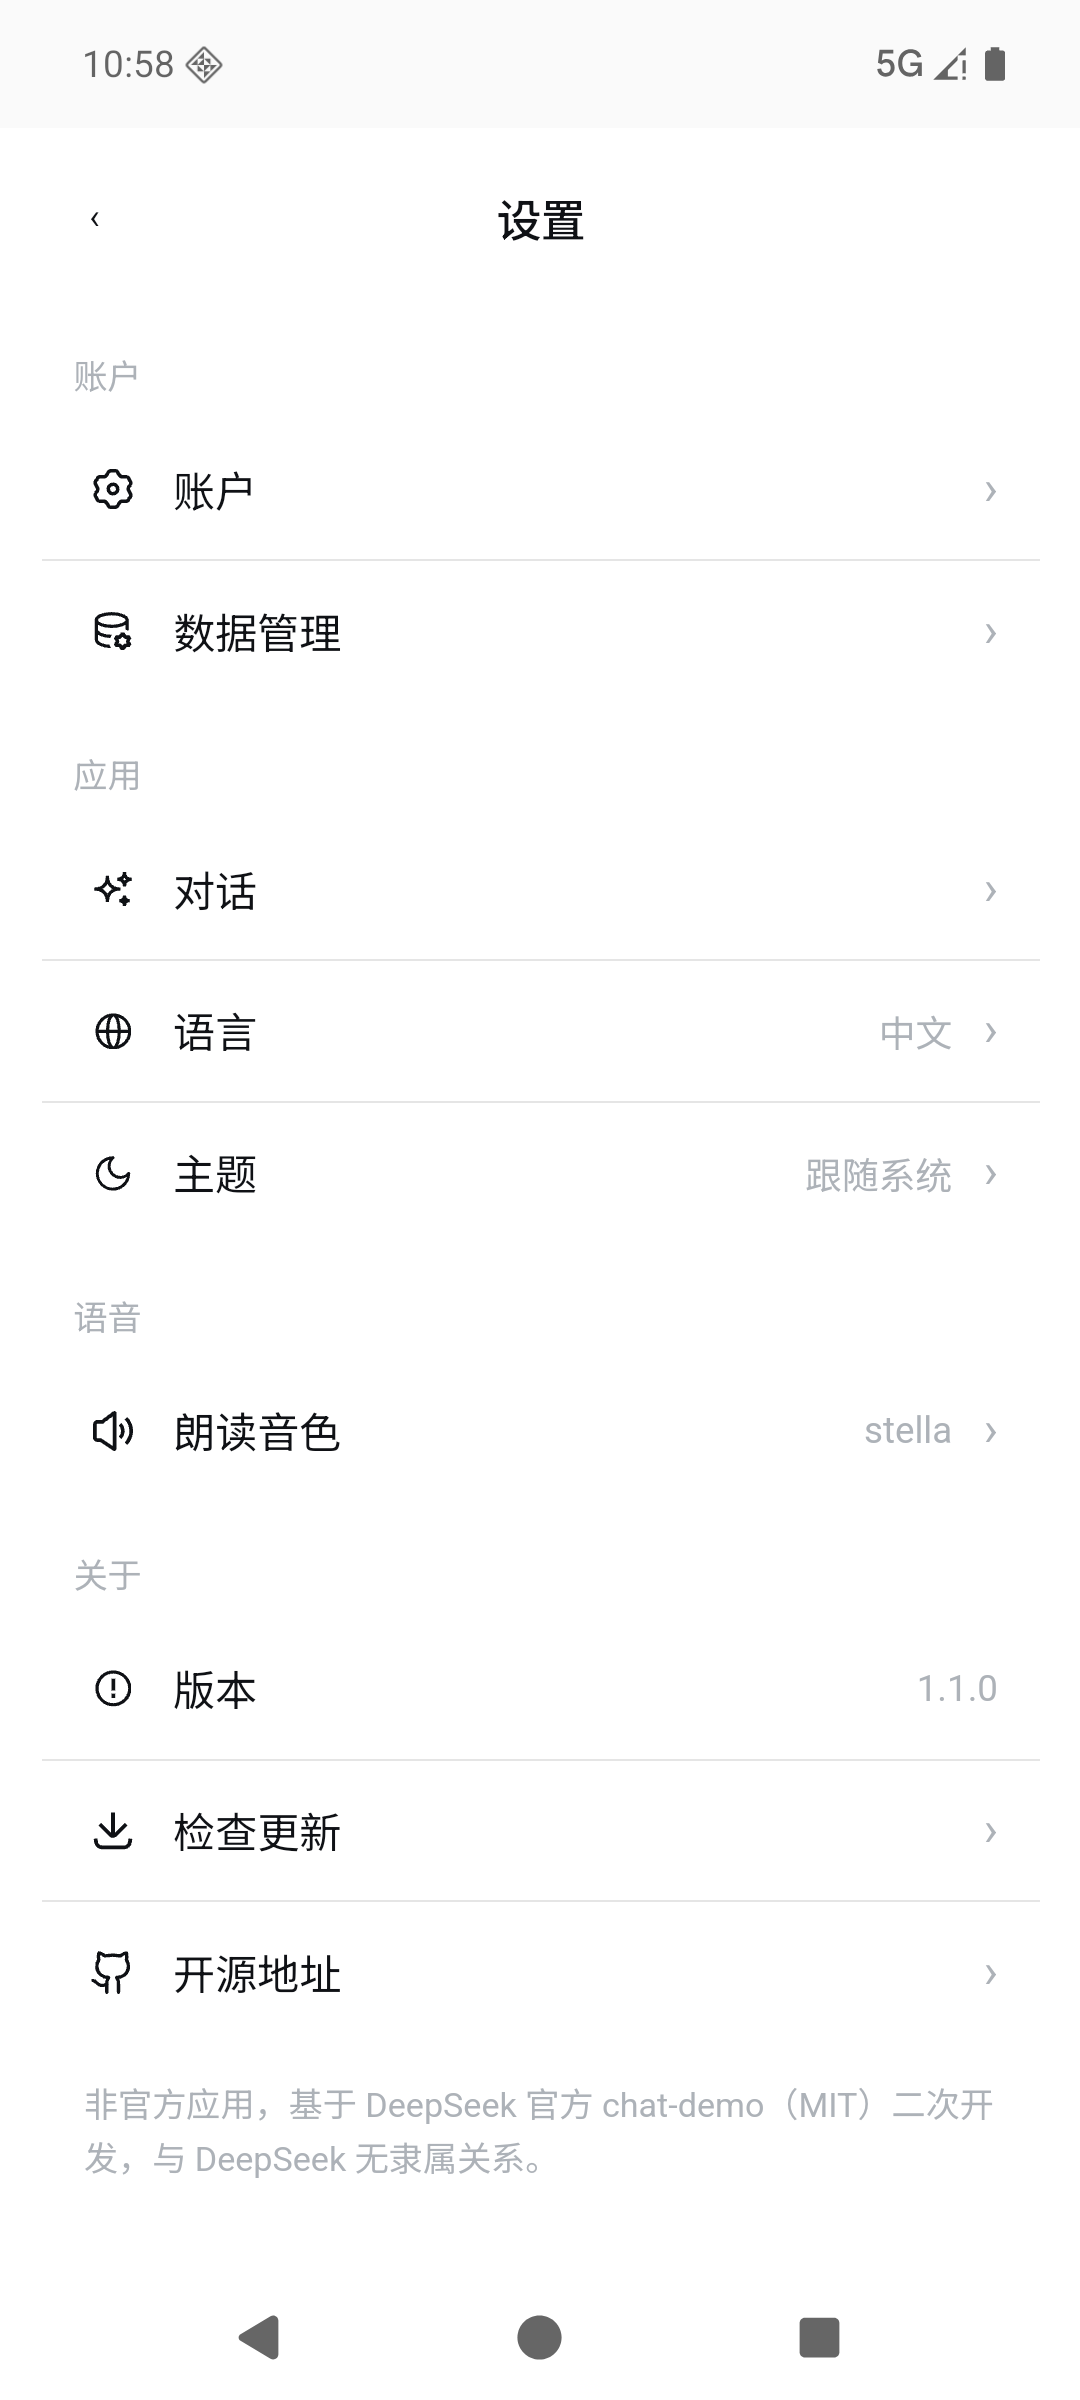 10:58
5G
设置
账户
账户
数据管理
应用
对话
语言 中文
主题 跟随系统
语音
朗读音色 stella
关于
版本 1.1.0
检查更新
开源地址
非官方应用，基于 DeepSeek 官方 chat-demo（MIT）二次开
发，与 DeepSeek 无隶属关系。